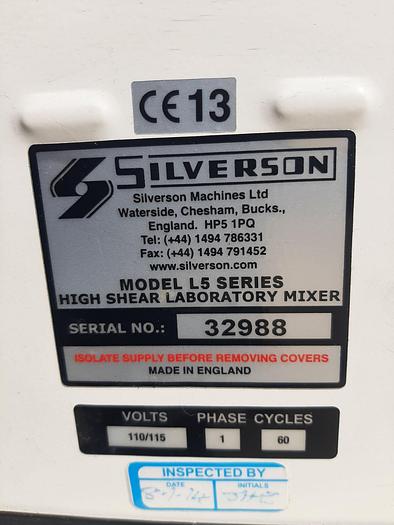 CE 13
SILVERSON
Silverson Machines Ltd
Waterside, Chesham, Bucks.,
England. HP5 1PQ
Tel: (+44) 1494 786331
Fax: (+44) 1494 791452
www.silverson.com
MODEL L5 SERIES
HIGH SHEAR LABORATORY MIXER
SERIAL NO.: 32988
ISOLATE SUPPLY BEFORE REMOVING COVERS
MADE IN ENGLAND
VOLTS PHASE CYCLES
110/115 1 60
INSPECTED BY
DATE INITIALS